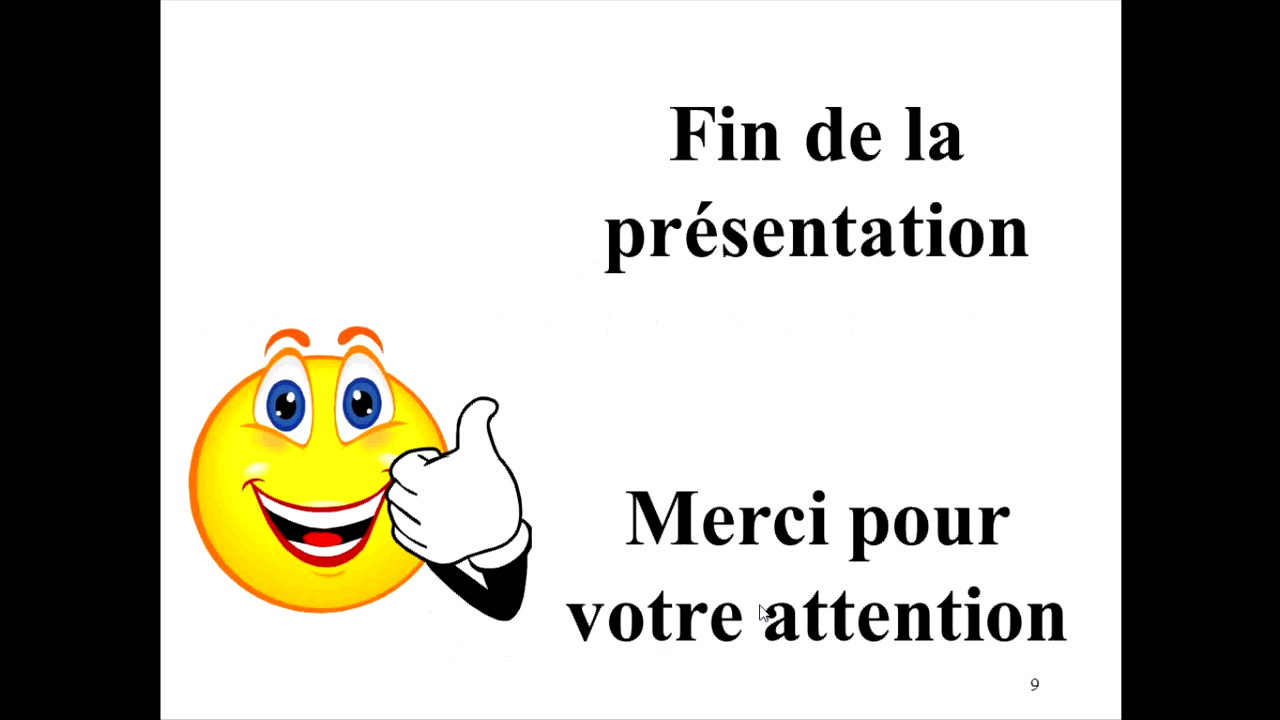 Fin de la
présentation
Merci pour
votre attention
9